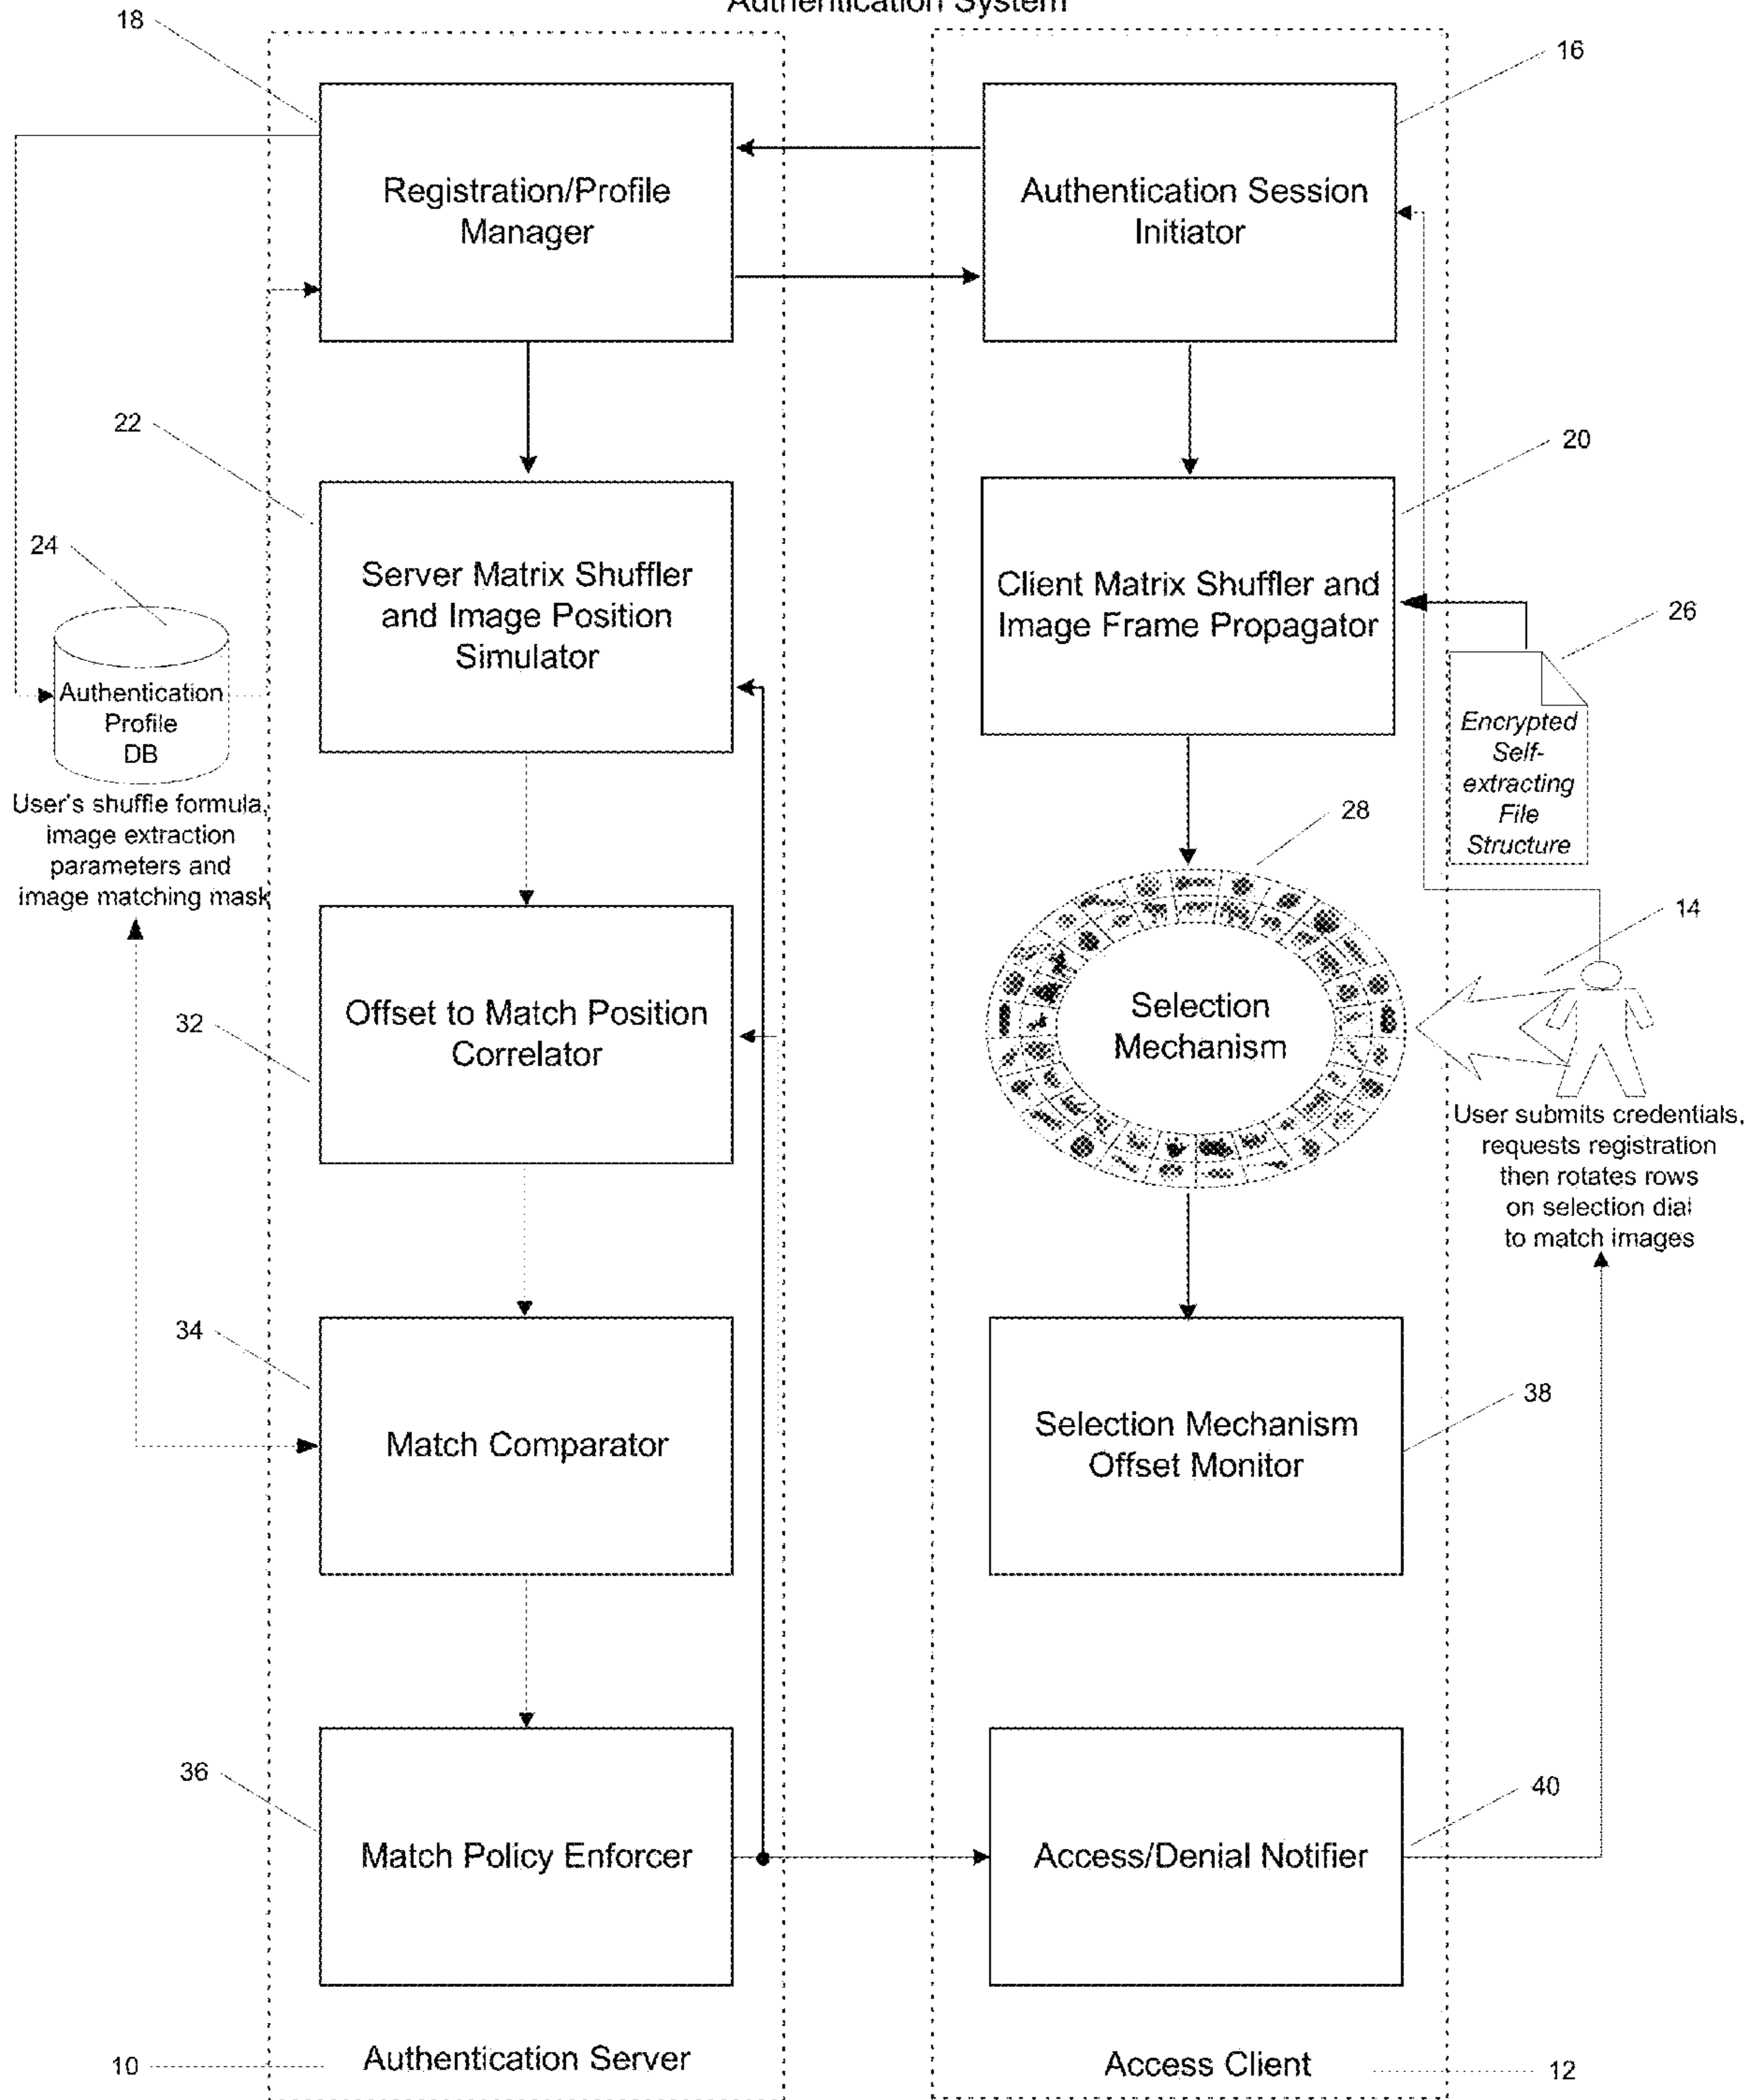 Authentication System
18
16
Registration/Profile
Manager
Authentication Session
Initiator
22
20
24
Server Matrix Shuffler
and Image Position
Simulator
Client Matrix Shuffler and
Image Frame Propagator
26
Authentication
Profile
DB
Encrypted
Self-
extracting
File
Structure
User's shuffle formula,
image extraction
parameters and
image matching mask
28
14
32
Offset to Match Position
Correlator
Selection
Mechanism
User submits credentials,
requests registration
then rotates rows
on selection dial
to match images
34
Match Comparator
Selection Mechanism
Offset Monitor
38
36
Match Policy Enforcer
Access/Denial Notifier
40
10
Authentication Server
Access Client
12